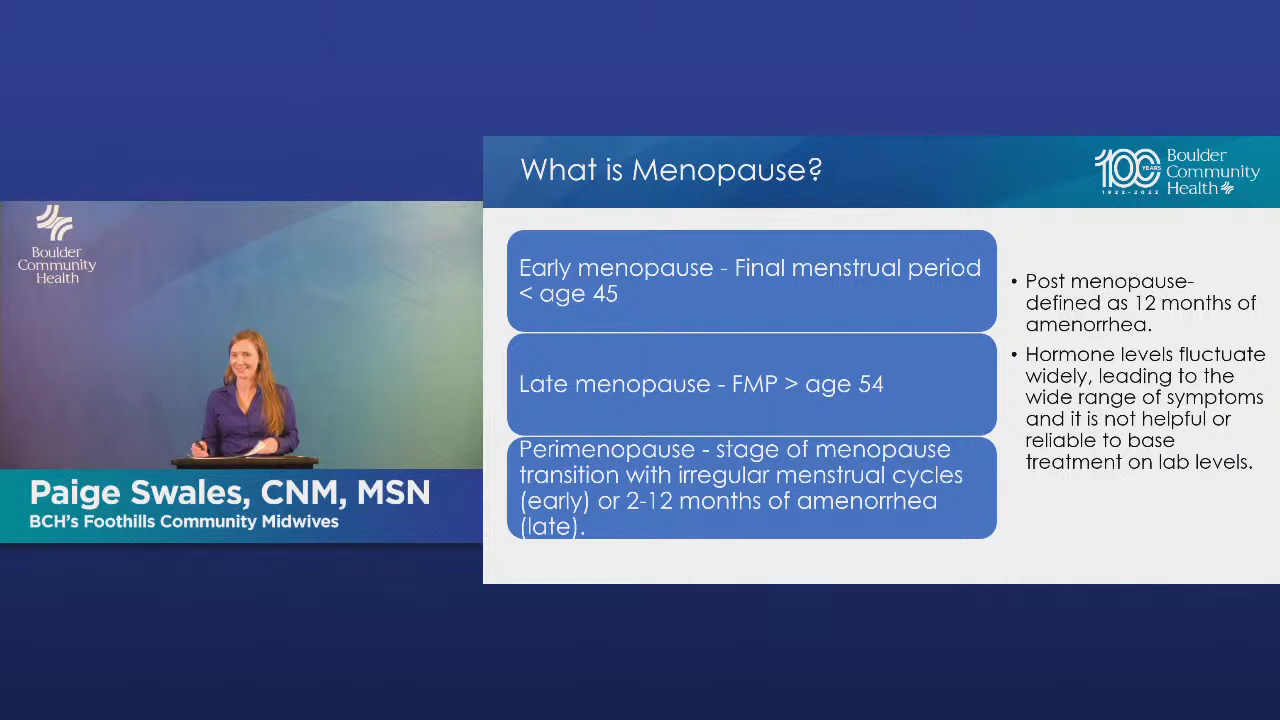 Boulder
Community
Health
Paige Swales, CNM, MSN
BCH's Foothills Community Midwives
What is Menopause?
100 YEARS
1922-2022
Boulder
Community
Health
Early menopause - Final menstrual period
< age 45
Late menopause - FMP > age 54
Perimenopause - stage of menopause
transition with irregular menstrual cycles
(early) or 2-12 months of amenorrhea
(late).
• Post menopause-
defined as 12 months of
amenorrhea.
• Hormone levels fluctuate
widely, leading to the
wide range of symptoms
and it is not helpful or
reliable to base
treatment on lab levels.